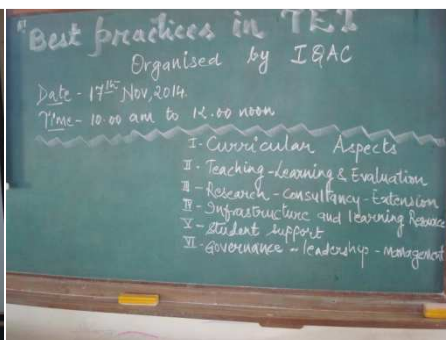 Best practices in TEI
Organised by IQAC
Date - 17th Nov, 2014.
Time - 10.00 am to 12.00 noon
I - Curricular Aspects
II - Teaching - Learning & Evaluation
III - Research - Consultancy - Extension
IV - Infrastructure and learning Resource
V - Student Support
VI - Governance - leadership - management